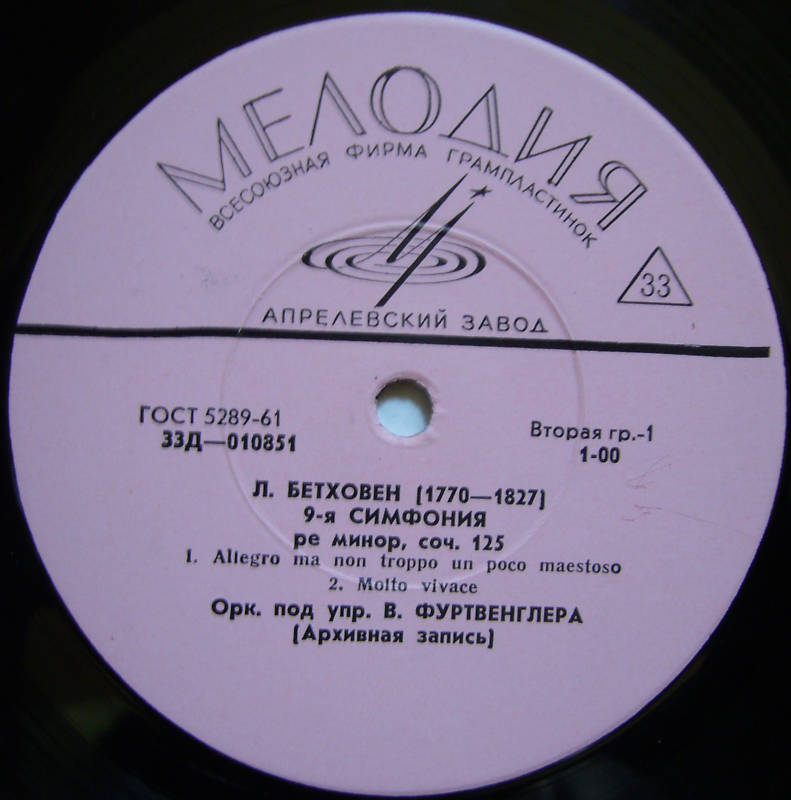 МЕЛОДИЯ
ВСЕСОЮЗНАЯ ФИРМА ГРАМПЛАСТИНОК
33
АПРЕЛЕВСКИЙ ЗАВОД
ГОСТ 5289-61
33Д—010851
Вторая гр.-1
1-00
Л. БЕТХОВЕН (1770—1827)
9-я СИМФОНИЯ
ре минор, соч. 125
1. Allegro ma non troppo un poco maestoso
2. Molto vivace
Орк. под упр. В. ФУРТВЕНГЛЕРА
(Архивная запись)